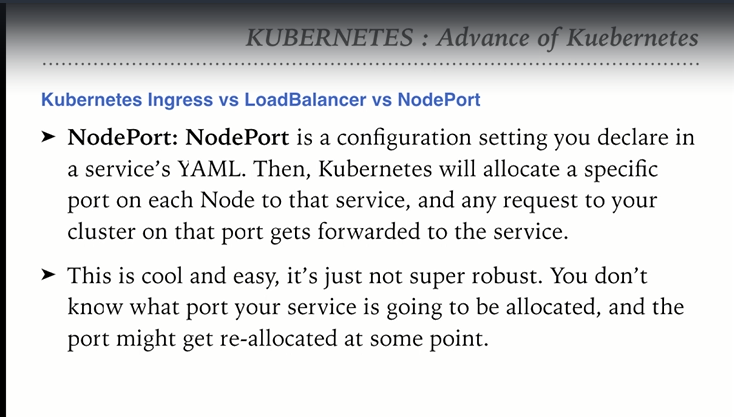 KUBERNETES : Advance of Kuebernetes
Kubernetes Ingress vs LoadBalancer vs NodePort
➤ NodePort: NodePort is a configuration setting you declare in
a service’s YAML. Then, Kubernetes will allocate a specific
port on each Node to that service, and any request to your
cluster on that port gets forwarded to the service.
➤ This is cool and easy, it’s just not super robust. You don’t
know what port your service is going to be allocated, and the
port might get re-allocated at some point.